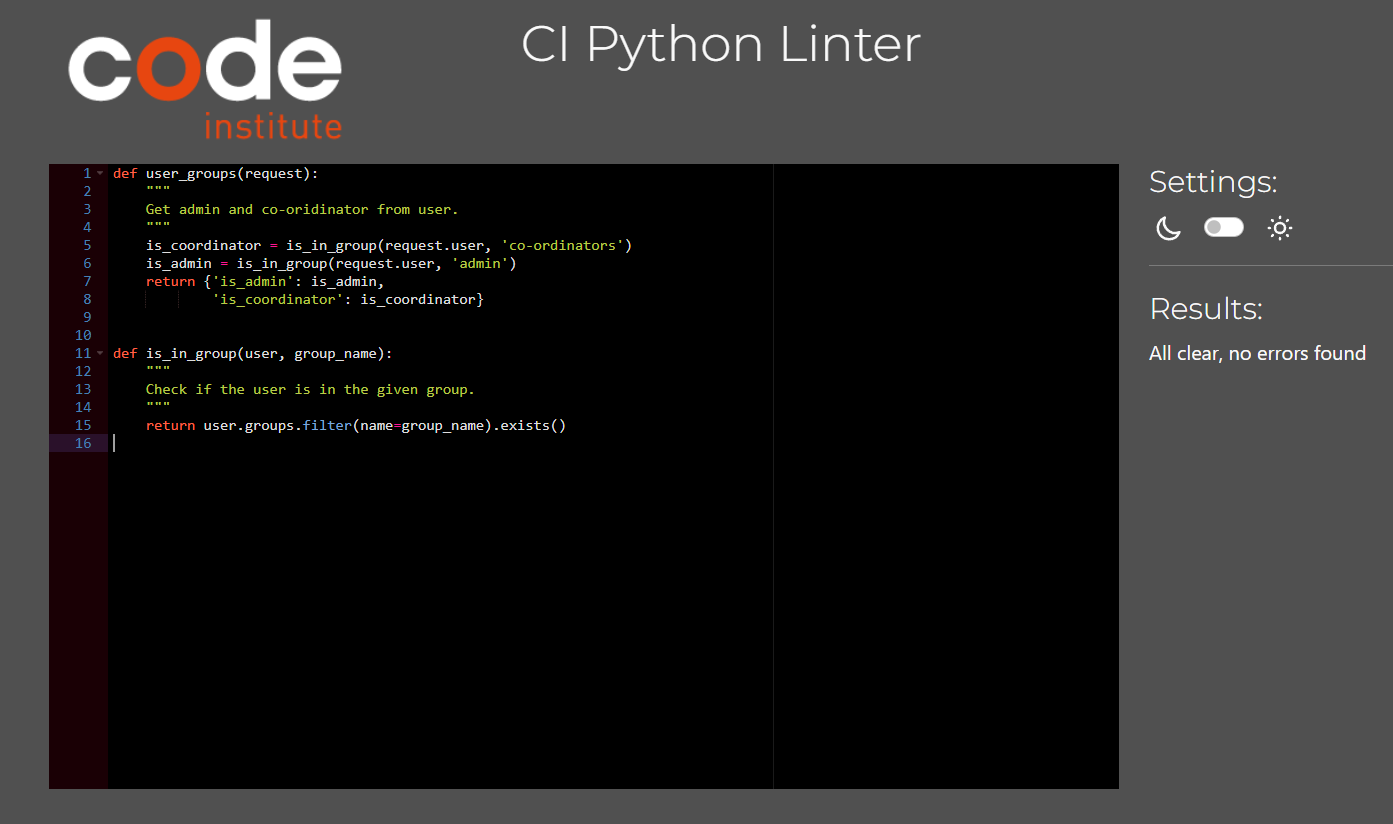 code
institute
CI Python Linter
1 def user_groups(request):
2     """
3     Get admin and co-oridinator from user.
4     """
5     is_coordinator = is_in_group(request.user, 'co-ordinators')
6     is_admin = is_in_group(request.user, 'admin')
7     return {'is_admin': is_admin,
8             'is_coordinator': is_coordinator}
9
10
11 def is_in_group(user, group_name):
12     """
13     Check if the user is in the given group.
14     """
15     return user.groups.filter(name=group_name).exists()
16
Settings:
Results:
All clear, no errors found